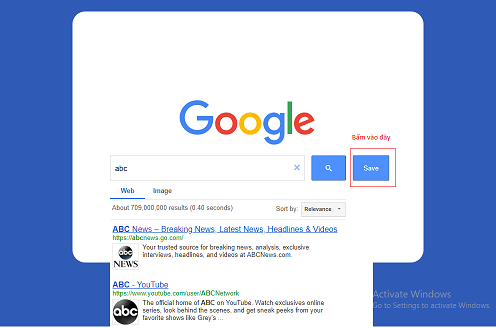 Google
Bấm vào đây
abc
Save
Web Image
About 709,000,000 results (0.40 seconds)
Sort by: Relevance
ABC News – Breaking News, Latest News, Headlines & Videos
https://abcnews.go.com/
Your trusted source for breaking news, analysis, exclusive
interviews, headlines, and videos at ABCNews.com.
abc
NEWS
ABC - YouTube
https://www.youtube.com/user/ABCNetwork
The official home of ABC on YouTube. Watch exclusives online
series, look behind the scenes, and get sneak peeks from your
favorite shows like Grey's ...
abc
Activate Windows
Go to Settings to activate Windows.